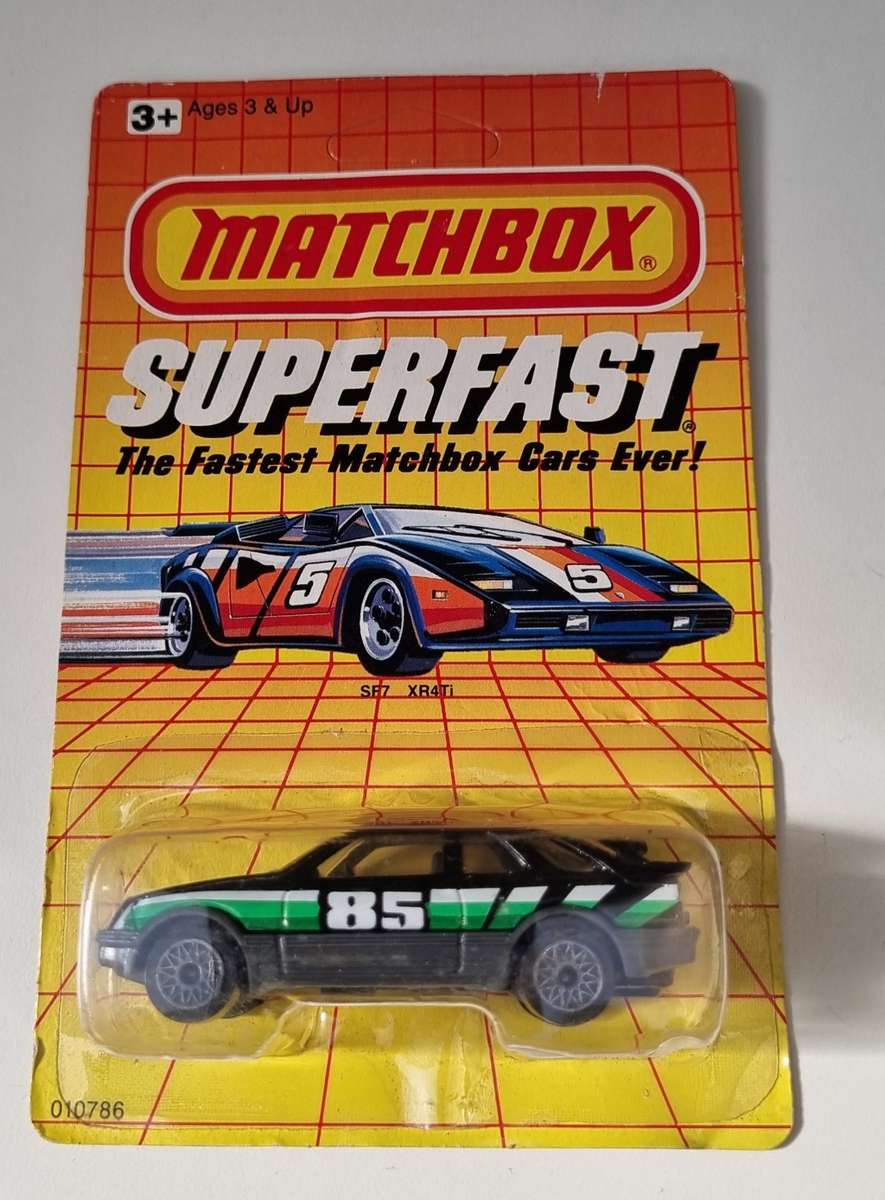 3+ Ages 3 & Up
MATCHBOX®
SUPERFAST®
The Fastest Matchbox Cars Ever!
5 5
SF7 XR4Ti
85
010786